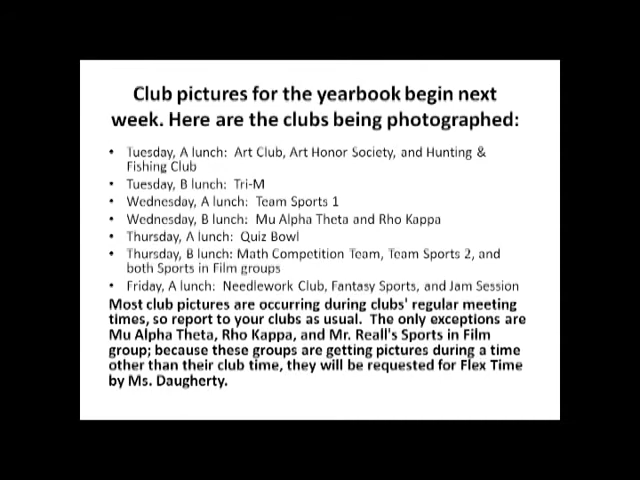 Club pictures for the yearbook begin next
week. Here are the clubs being photographed:
• Tuesday, A lunch: Art Club, Art Honor Society, and Hunting &
Fishing Club
• Tuesday, B lunch: Tri-M
• Wednesday, A lunch: Team Sports 1
• Wednesday, B lunch: Mu Alpha Theta and Rho Kappa
• Thursday, A lunch: Quiz Bowl
• Thursday, B lunch: Math Competition Team, Team Sports 2, and
both Sports in Film groups
• Friday, A lunch: Needlework Club, Fantasy Sports, and Jam Session
Most club pictures are occurring during clubs' regular meeting
times, so report to your clubs as usual. The only exceptions are
Mu Alpha Theta, Rho Kappa, and Mr. Reall's Sports in Film
group; because these groups are getting pictures during a time
other than their club time, they will be requested for Flex Time
by Ms. Daugherty.